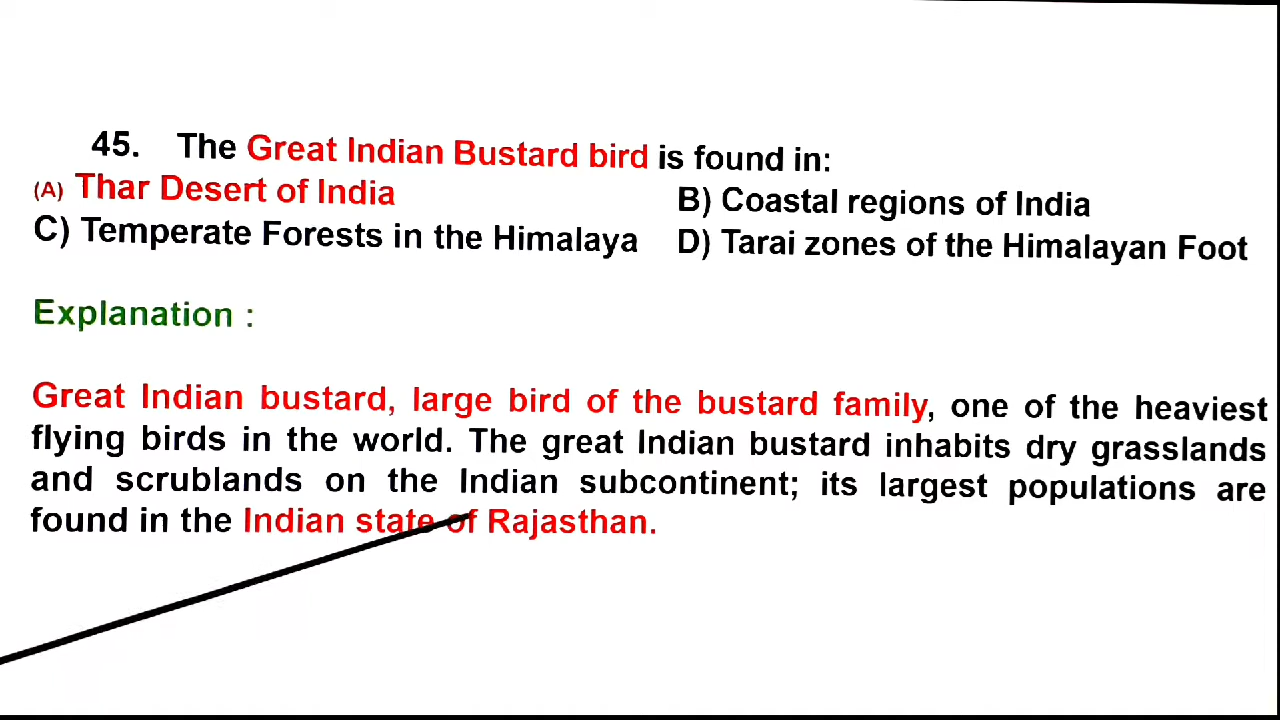 45. The Great Indian Bustard bird is found in:
(A) Thar Desert of India B) Coastal regions of India
C) Temperate Forests in the Himalaya D) Tarai zones of the Himalayan Foot
Explanation :
Great Indian bustard, large bird of the bustard family, one of the heaviest
flying birds in the world. The great Indian bustard inhabits dry grasslands
and scrublands on the Indian subcontinent; its largest populations are
found in the Indian state of Rajasthan.